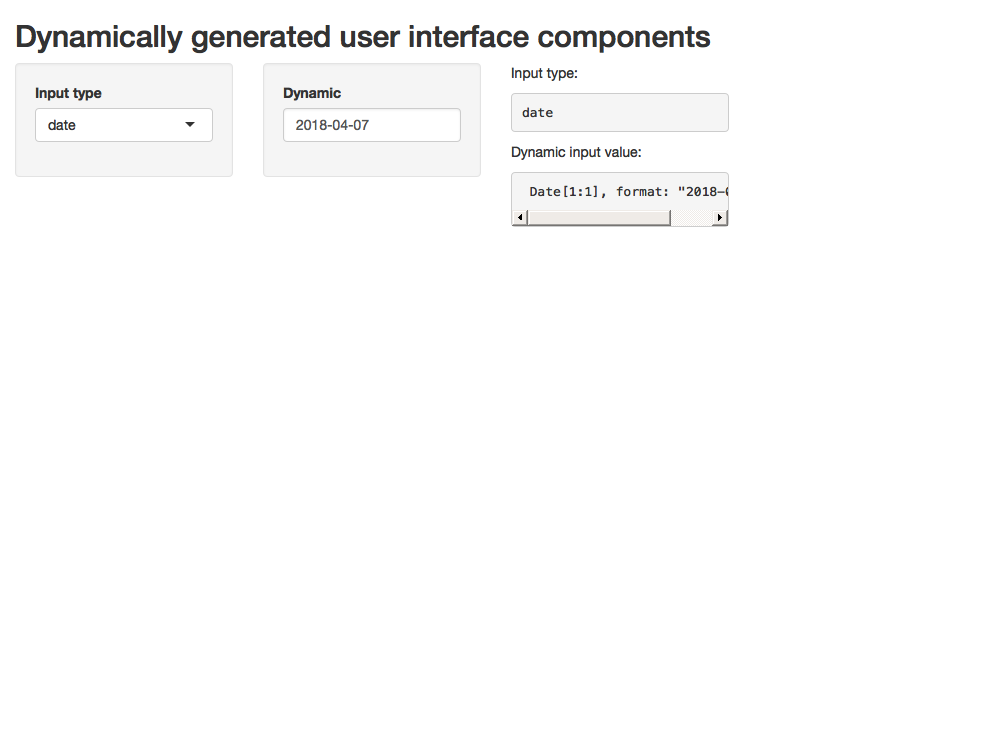 Dynamically generated user interface components
Input type
date
Dynamic
2018-04-07
Input type:
date
Dynamic input value:
Date[1:1], format: "2018-